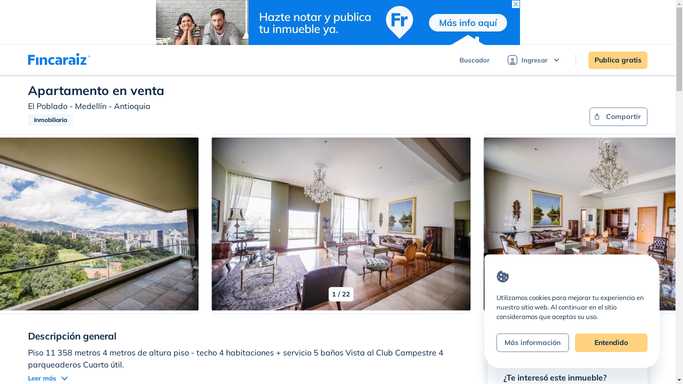 Hazte notar y publica
tu inmueble ya.
Fr
Más info aquí
Fincaraiz
Buscador
Ingresar
Publica gratis
Apartamento en venta
El Poblado - Medellín - Antioquia
Inmobiliaria
Compartir
1 / 22
Utilizamos cookies para mejorar tu experiencia en
nuestro sitio web. Al continuar en el sitio
consideramos que aceptas su uso.
Más información
Entendido
Descripción general
Piso 11 358 metros 4 metros de altura piso - techo 4 habitaciones + servicio 5 baños Vista al Club Campestre 4
parqueaderos Cuarto útil.
Leer más
¿Te interesó este inmueble?